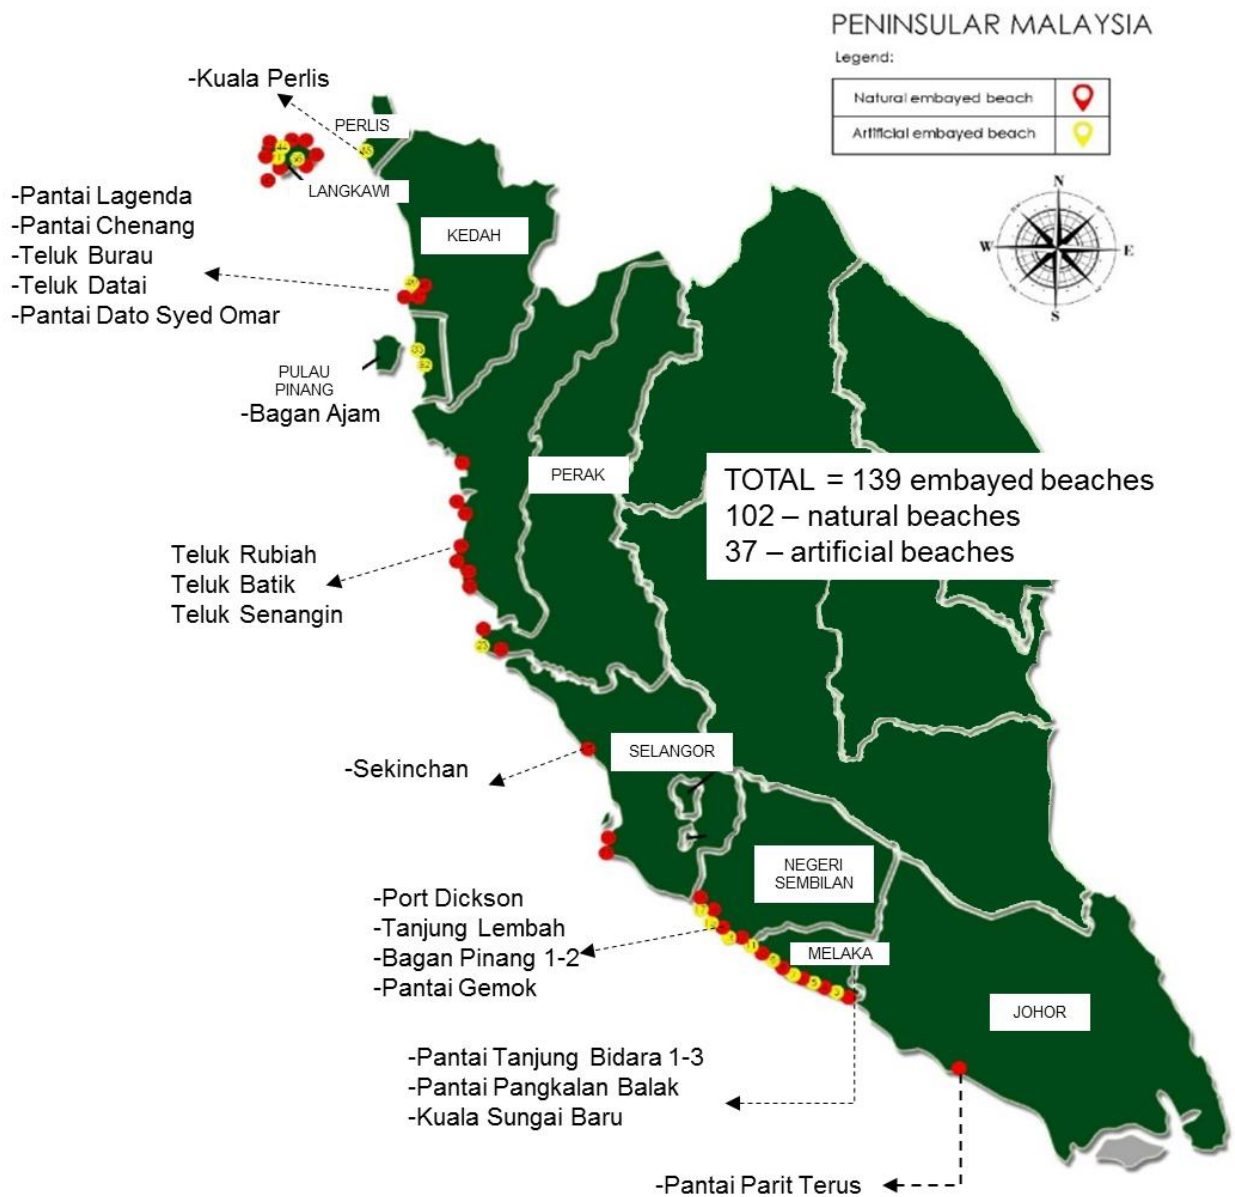 PENINSULAR MALAYSIA
Legend:
Natural embayed beach
Artificial embayed beach
N
W
E
S
-Kuala Perlis
PERLIS
LANGKAWI
-Pantai Lagenda
-Pantai Chenang
-Teluk Burau
-Teluk Datai
-Pantai Dato Syed Omar
KEDAH
PULAU
PINANG
-Bagan Ajam
PERAK
TOTAL = 139 embayed beaches
102 – natural beaches
37 – artificial beaches
Teluk Rubiah
Teluk Batik
Teluk Senangin
SELANGOR
-Sekinchan
NEGERI
SEMBILAN
-Port Dickson
-Tanjung Lembah
-Bagan Pinang 1-2
-Pantai Gemok
MELAKA
JOHOR
-Pantai Tanjung Bidara 1-3
-Pantai Pangkalan Balak
-Kuala Sungai Baru
-Pantai Parit Terus